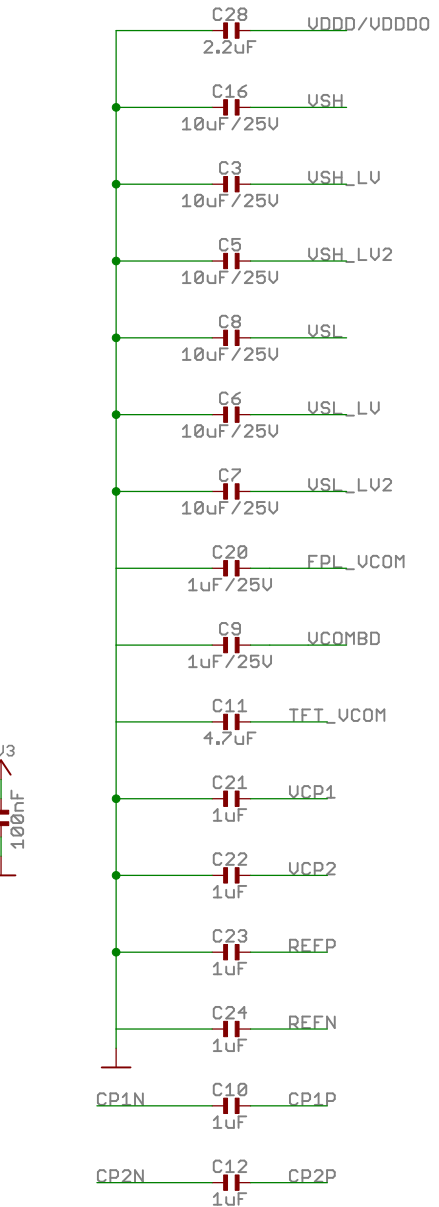 C28
VDDD/VDDDO
2.2uF
C16
VSH
10uF/25V
C3
VSH_LV
10uF/25V
C5
VSH_LV2
10uF/25V
C8
VSL
10uF/25V
C6
VSL_LV
10uF/25V
C7
VSL_LV2
10uF/25V
C20
FPL_VCOM
1uF/25V
C9
VCOMBD
1uF/25V
C11
TFT_VCOM
4.7uF
V3
100nF
C21
VCP1
1uF
C22
VCP2
1uF
C23
REFP
1uF
C24
REFN
1uF
CP1N
C10
CP1P
1uF
CP2N
C12
CP2P
1uF